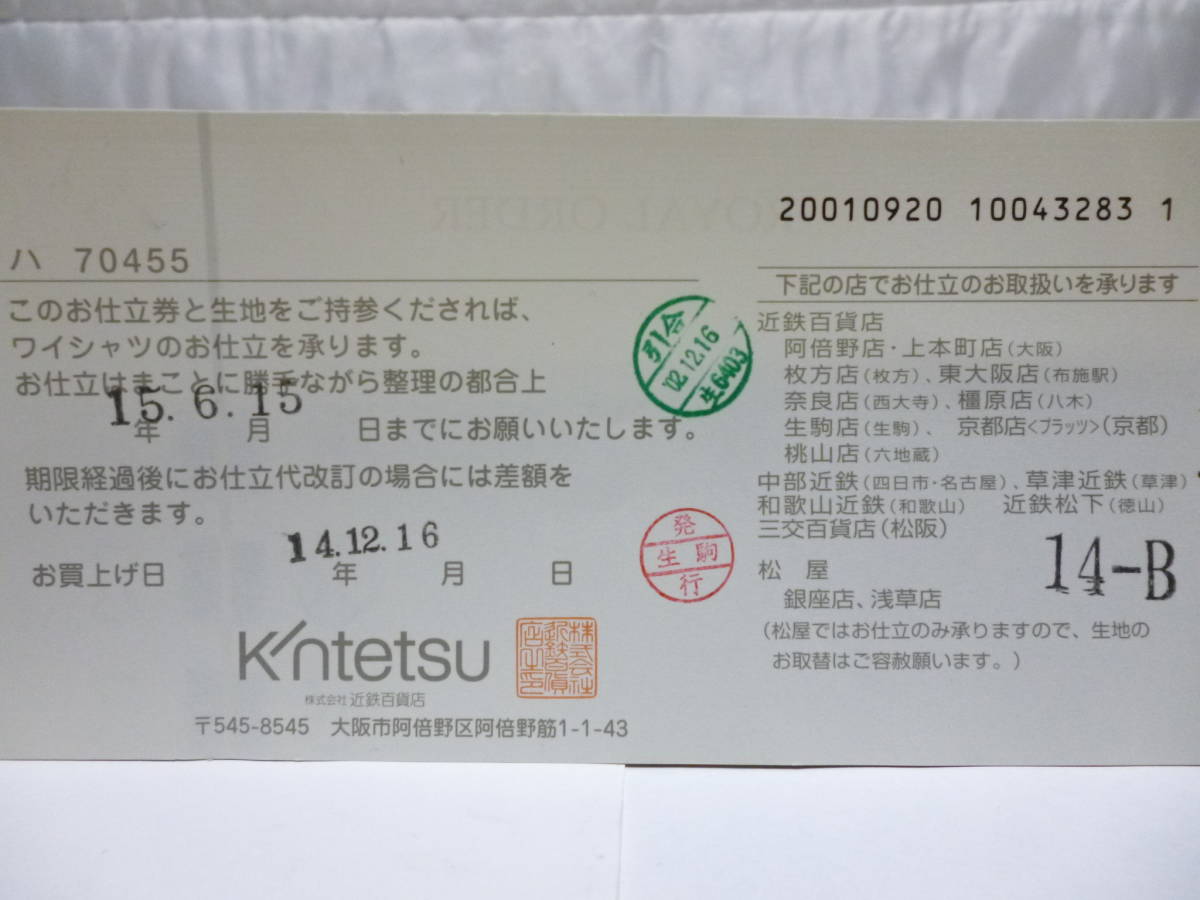 20010920 10043283 1
ハ 70455
このお仕立券と生地をご持参くだされば、
ワイシャツのお仕立を承ります。
お仕立はまことに勝手ながら整理の都合上
15. 6. 15
年 月 日までにお願いいたします。
期限経過後にお仕立代改訂の場合には差額を
いただきます。
14.12.16
お買上げ日 年 月 日
引合
'02.12.16
生6403
発
生駒
行
Kintetsu
株式会社近鉄百貨店
〒545-8545 大阪市阿倍野区阿倍野筋1-1-43
下記の店でお仕立のお取扱いを承ります
近鉄百貨店
阿倍野店・上本町店(大阪)
枚方店(枚方)、東大阪店(布施駅)
奈良店(西大寺)、橿原店(八木)
生駒店(生駒)、 京都店<プラッツ>(京都)
桃山店(六地蔵)
中部近鉄(四日市・名古屋)、草津近鉄(草津)
和歌山近鉄(和歌山) 近鉄松下(徳山)
三交百貨店(松阪)
14-B
松 屋
銀座店、浅草店
(松屋ではお仕立のみ承りますので、生地の
お取替はご容赦願います。)
ROYAL ORDER